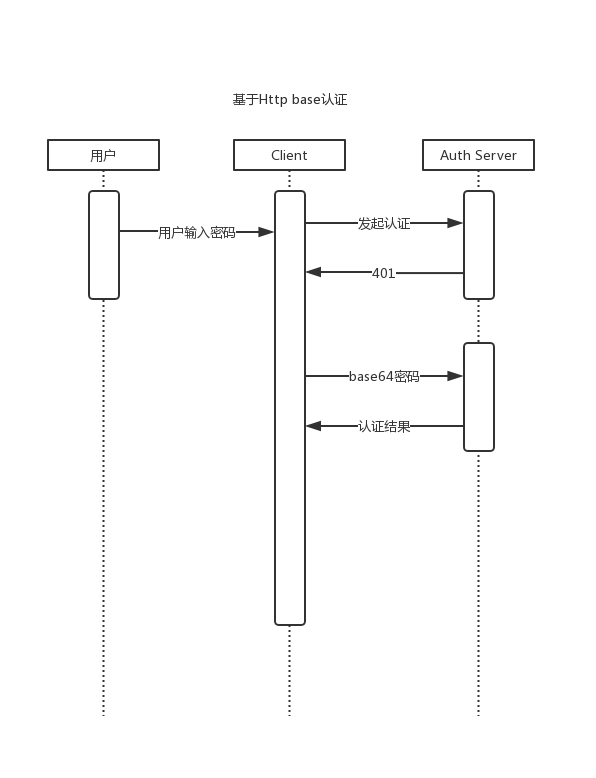 基于Http base认证
用户
Client
Auth Server
用户输入密码
发起认证
401
base64密码
认证结果